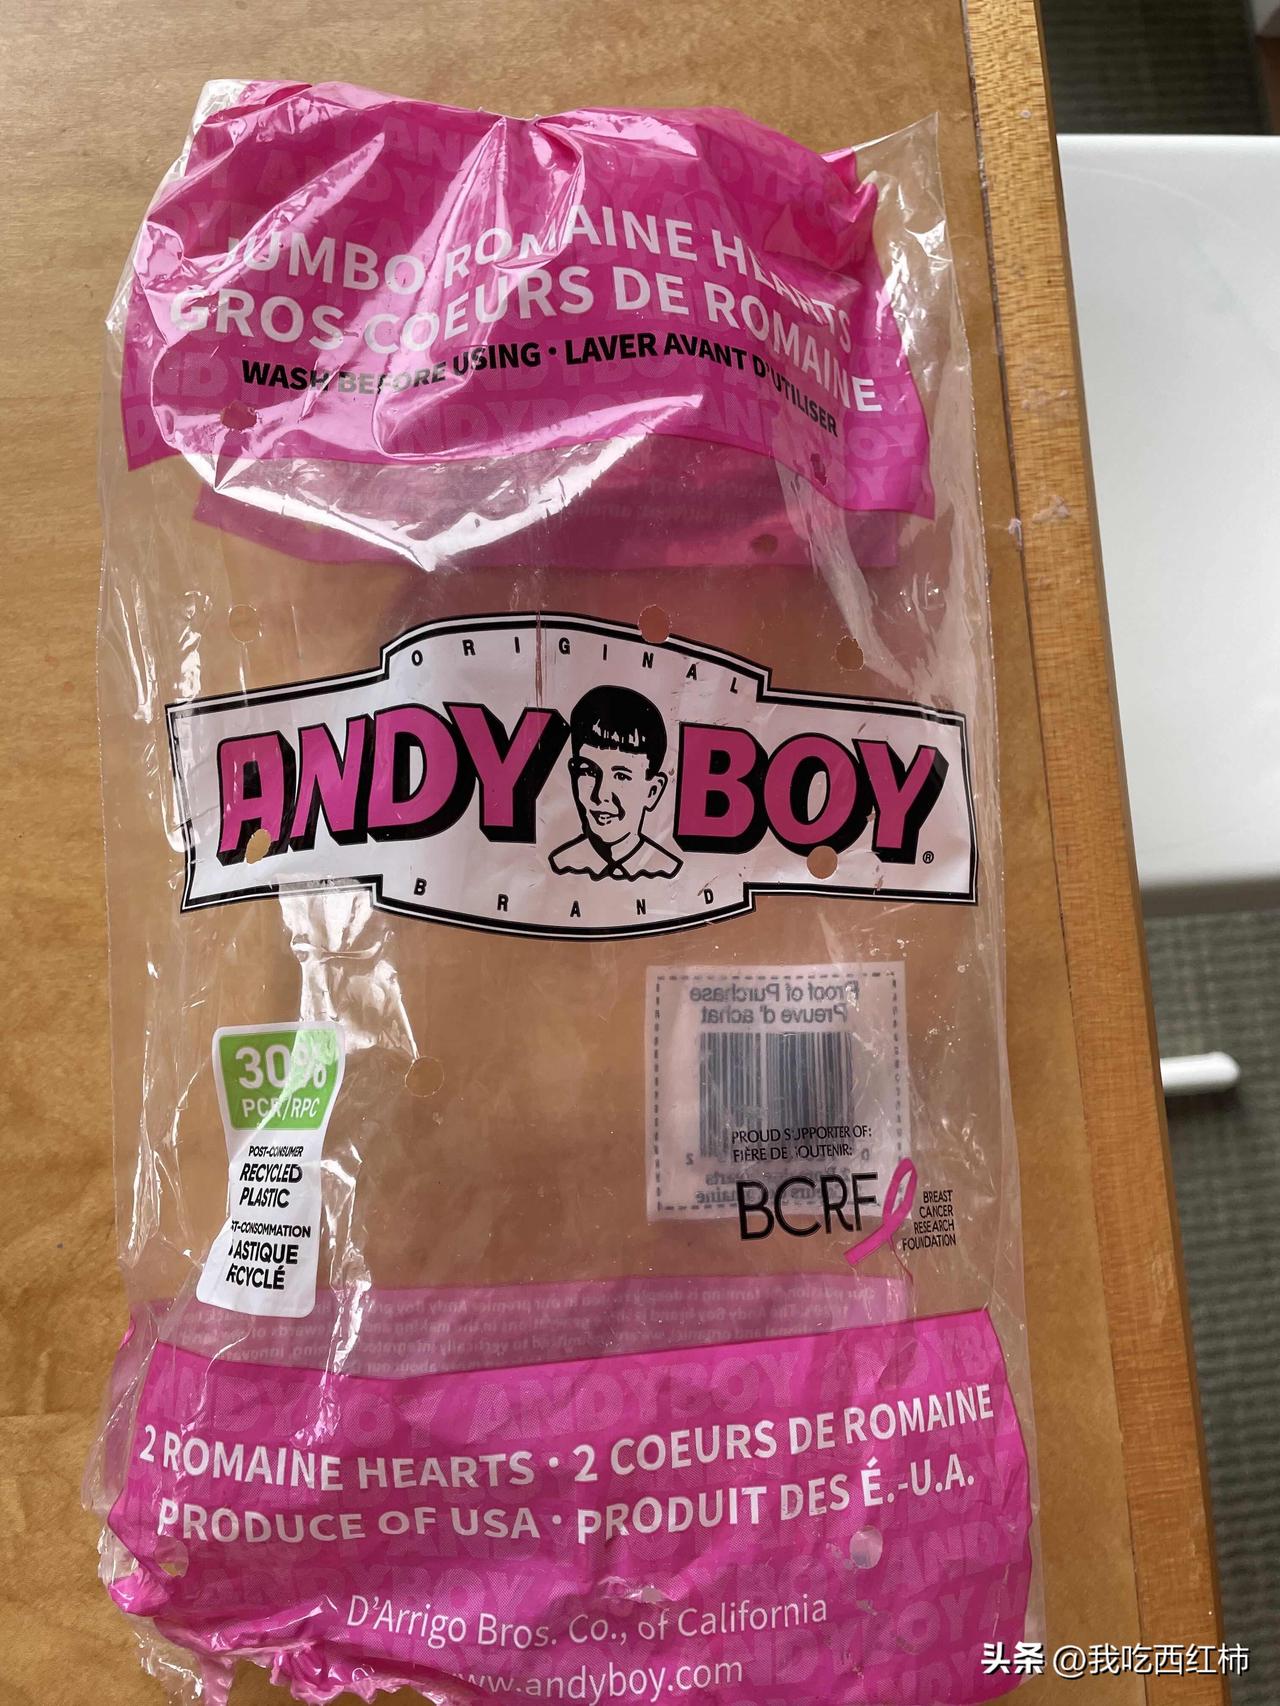 JUMBO ROMAINE HEARTS
GROS COEURS DE ROMAINE
WASH BEFORE USING • LAVER AVANT D'UTILISER
ORIGINAL
ANDY BOY
®
BRAND
Proof of Purchase
Preuve d'achat
30%
PCR/RPC
POST-CONSUMER
RECYCLED
PLASTIC
T-CONSOMMATION
ASTIQUE
RECYCLÉ
PROUD SUPPORTER OF:
FIÈRE DE SOUTENIR:
BCRF
BREAST
CANCER
RESEARCH
FOUNDATION
2 ROMAINE HEARTS • 2 COEURS DE ROMAINE
PRODUCE OF USA • PRODUIT DES É.-U.A.
D'Arrigo Bros. Co., of California
www.andyboy.com
头条 @我吃西红柿